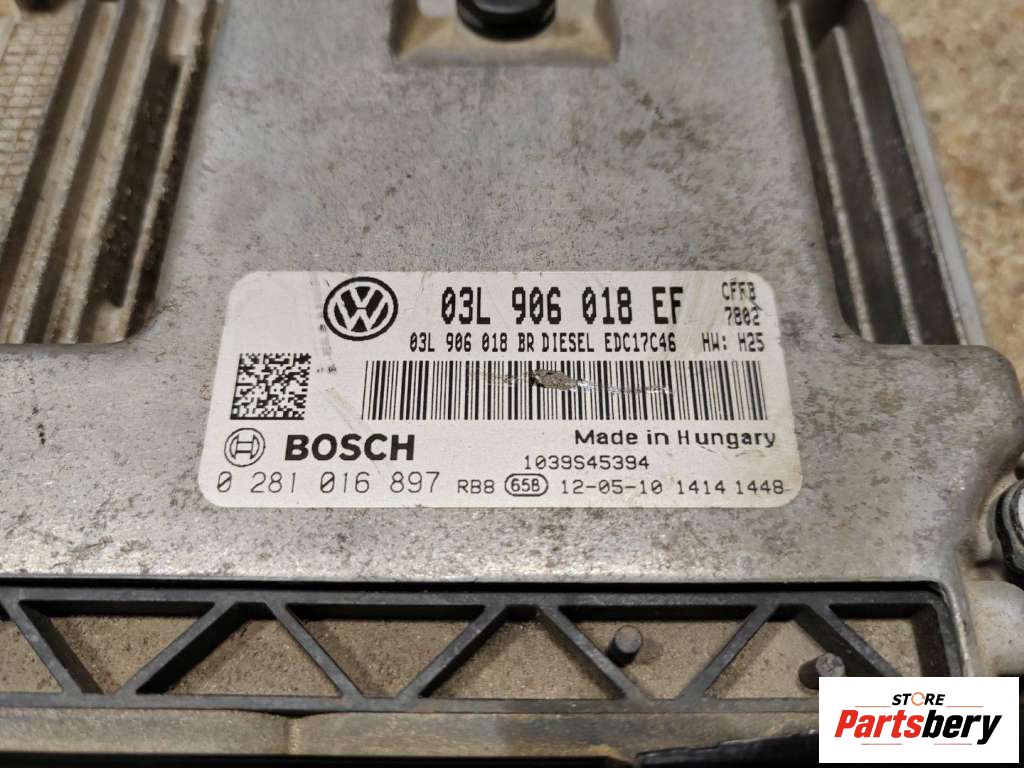 03L 906 018 EF CFFB
7802
03L 906 018 BR DIESEL EDC17C46 HW: H25
BOSCH
Made in Hungary
1039S45394
0 281 016 897 RB8 65B 12-05-10 1414 1448
STORE
Partsbery